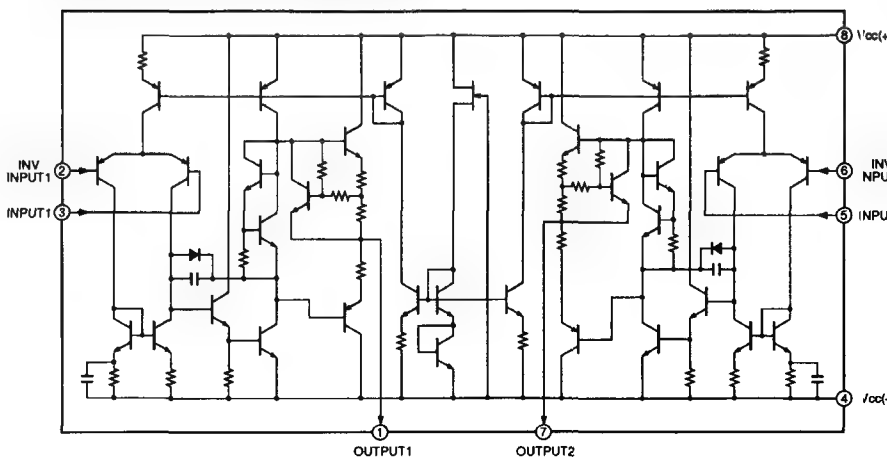 8 Vcc(+
INV
INPUT1 2
INPUT1 3
INV
6 NPU
5 INPU
4 Vcc(-
1
OUTPUT1
7
OUTPUT2